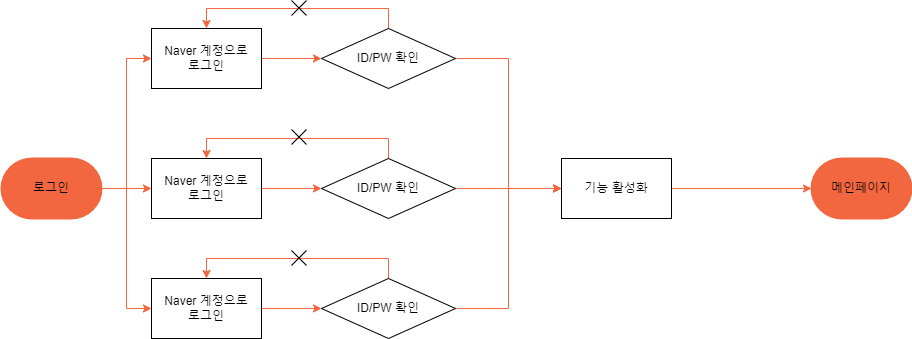 Naver 계정으로
로그인
ID/PW 확인
로그인
Naver 계정으로
로그인
ID/PW 확인
기능 활성화
메인페이지
Naver 계정으로
로그인
ID/PW 확인